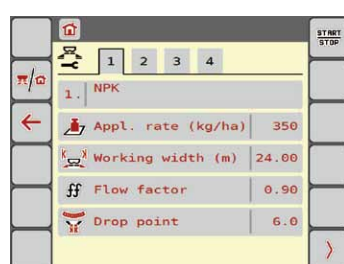 START
STOP
1 2 3 4
1. NPK
Appl. rate (kg/ha) 350
Working width (m) 24.00
Flow factor 0.90
Drop point 6.0